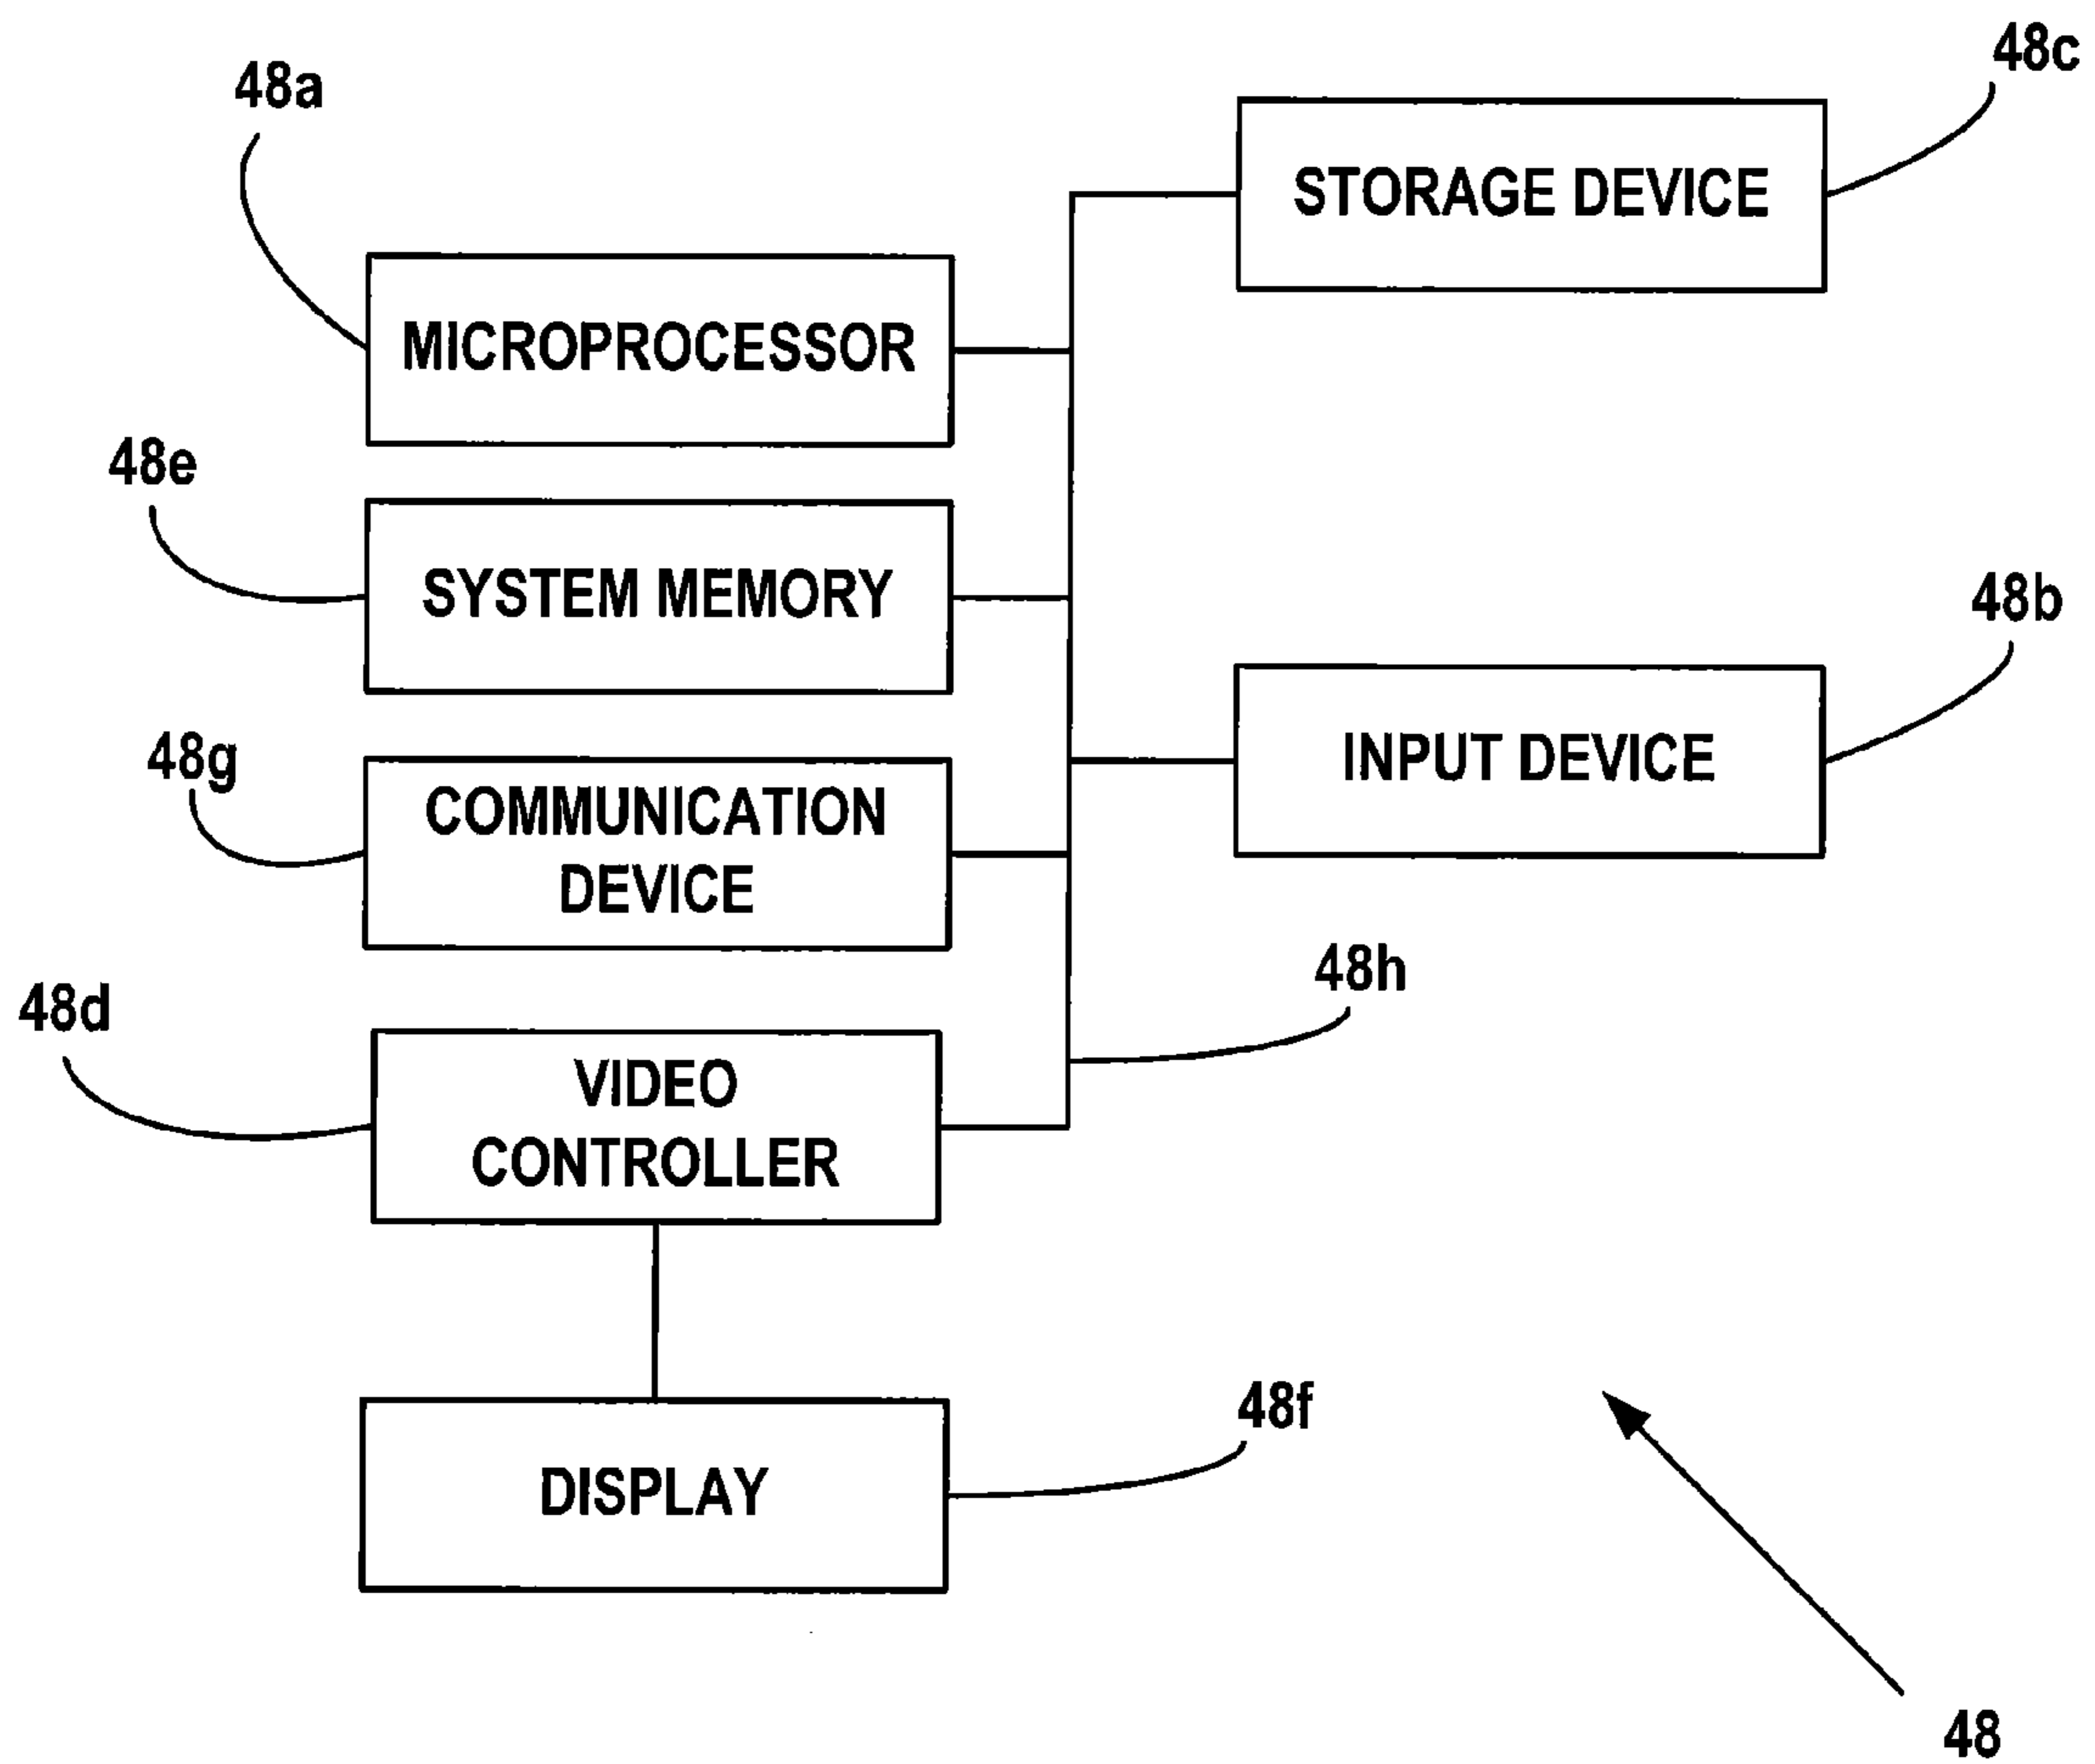 48a
48c
STORAGE DEVICE
MICROPROCESSOR
48e
SYSTEM MEMORY
48b
INPUT DEVICE
48g
COMMUNICATION
DEVICE
48h
48d
VIDEO
CONTROLLER
48f
DISPLAY
48